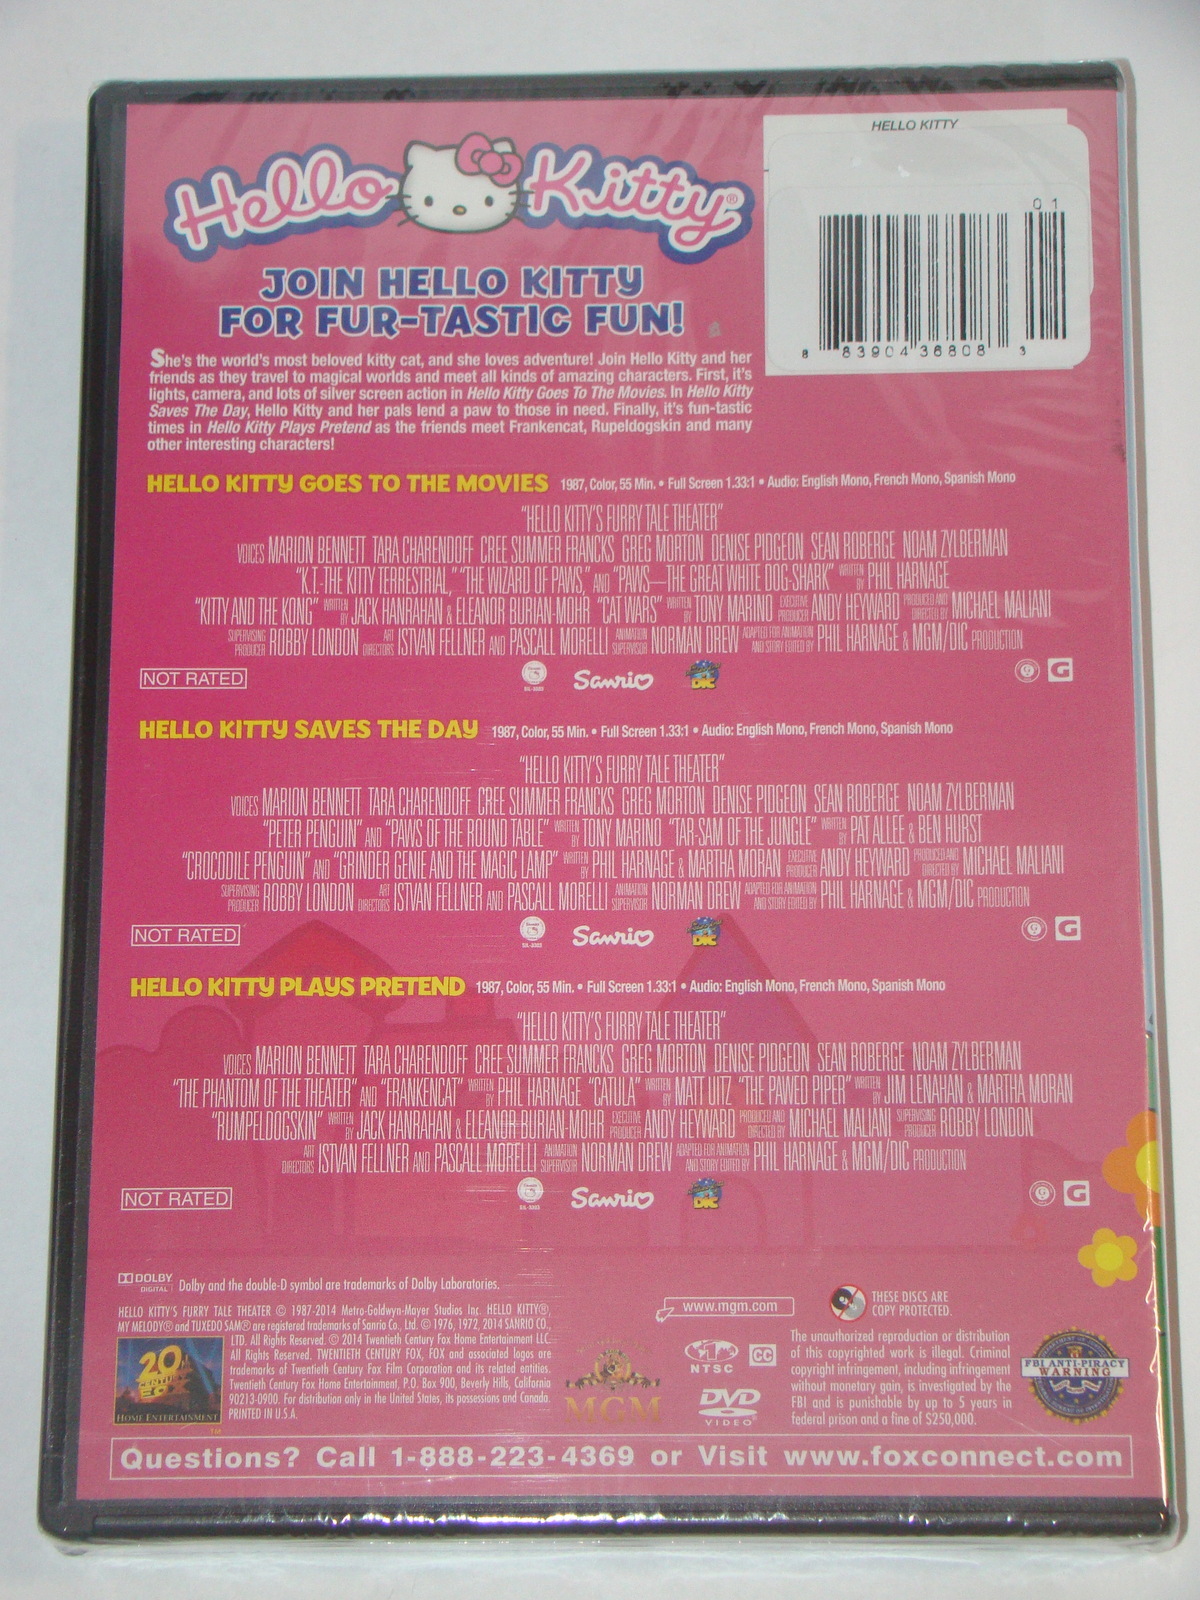 HELLO KITTY
Hello Kitty®
01
8 83904 36808 3
JOIN HELLO KITTY
FOR FUR-TASTIC FUN!
She's the world's most beloved kitty cat, and she loves adventure! Join Hello Kitty and her
friends as they travel to magical worlds and meet all kinds of amazing characters. First, it's
lights, camera, and lots of silver screen action in Hello Kitty Goes To The Movies. In Hello Kitty
Saves The Day, Hello Kitty and her pals lend a paw to those in need. Finally, it's fun-tastic
times in Hello Kitty Plays Pretend as the friends meet Frankencat, Rupeldogskin and many
other interesting characters!
HELLO KITTY GOES TO THE MOVIES 1987, Color, 55 Min. • Full Screen 1.33:1 • Audio: English Mono, French Mono, Spanish Mono
"HELLO KITTY'S FURRY TALE THEATER"
VOICES MARION BENNETT TARA CHARENDOFF CREE SUMMER FRANCKS GREG MORTON DENISE PIDGEON SEAN ROBERGE NOAM ZYLBERMAN
"K.T.-THE KITTY TERRESTRIAL," "THE WIZARD OF PAWS," AND "PAWS—THE GREAT WHITE DOG-SHARK" WRITTEN BY PHIL HARNAGE
"KITTY AND THE KONG" WRITTEN BY JACK HANRAHAN & ELEANOR BURIAN-MOHR "CAT WARS" WRITTEN BY TONY MARINO EXECUTIVE PRODUCER ANDY HEYWARD PRODUCED AND DIRECTED BY MICHAEL MALIANI
SUPERVISING PRODUCER ROBBY LONDON ART DIRECTORS ISTVAN FELLNER AND PASCALL MORELLI ANIMATION SUPERVISOR NORMAN DREW ADAPTED FOR ANIMATION AND STORY EDITED BY PHIL HARNAGE & MGM/DIC PRODUCTION
NOT RATED Sanrio DIC G
HELLO KITTY SAVES THE DAY 1987, Color, 55 Min. • Full Screen 1.33:1 • Audio: English Mono, French Mono, Spanish Mono
"HELLO KITTY'S FURRY TALE THEATER"
VOICES MARION BENNETT TARA CHARENDOFF CREE SUMMER FRANCKS GREG MORTON DENISE PIDGEON SEAN ROBERGE NOAM ZYLBERMAN
"PETER PENGUIN" AND "PAWS OF THE ROUND TABLE" WRITTEN BY TONY MARINO "TAR-SAM OF THE JUNGLE" WRITTEN BY PAT ALLEE & BEN HURST
"CROCODILE PENGUIN" AND "GRINDER GENIE AND THE MAGIC LAMP" WRITTEN BY PHIL HARNAGE & MARTHA MORAN EXECUTIVE PRODUCER ANDY HEYWARD PRODUCED AND DIRECTED BY MICHAEL MALIANI
SUPERVISING PRODUCER ROBBY LONDON ART DIRECTORS ISTVAN FELLNER AND PASCALL MORELLI ANIMATION SUPERVISOR NORMAN DREW ADAPTED FOR ANIMATION AND STORY EDITED BY PHIL HARNAGE & MGM/DIC PRODUCTION
NOT RATED Sanrio DIC G
HELLO KITTY PLAYS PRETEND 1987, Color, 55 Min. • Full Screen 1.33:1 • Audio: English Mono, French Mono, Spanish Mono
"HELLO KITTY'S FURRY TALE THEATER"
VOICES MARION BENNETT TARA CHARENDOFF CREE SUMMER FRANCKS GREG MORTON DENISE PIDGEON SEAN ROBERGE NOAM ZYLBERMAN
"THE PHANTOM OF THE THEATER" AND "FRANKENCAT" WRITTEN BY PHIL HARNAGE "CATULA" WRITTEN BY MATT UITZ "THE PAWED PIPER" WRITTEN BY JIM LENAHAN & MARTHA MORAN
"RUMPELDOGSKIN" WRITTEN BY JACK HANRAHAN & ELEANOR BURIAN-MOHR EXECUTIVE PRODUCER ANDY HEYWARD PRODUCED AND DIRECTED BY MICHAEL MALIANI SUPERVISING PRODUCER ROBBY LONDON
ART DIRECTORS ISTVAN FELLNER AND PASCALL MORELLI ANIMATION SUPERVISOR NORMAN DREW ADAPTED FOR ANIMATION AND STORY EDITED BY PHIL HARNAGE & MGM/DIC PRODUCTION
NOT RATED Sanrio DIC G
DOLBY DIGITAL Dolby and the double-D symbol are trademarks of Dolby Laboratories.
HELLO KITTY'S FURRY TALE THEATER © 1987-2014 Metro-Goldwyn-Mayer Studios Inc. HELLO KITTY®,
MY MELODY® and TUXEDO SAM® are registered trademarks of Sanrio Co., Ltd. © 1976, 1972, 2014 SANRIO CO.,
LTD. All Rights Reserved. © 2014 Twentieth Century Fox Home Entertainment LLC.
All Rights Reserved. TWENTIETH CENTURY FOX, FOX and associated logos are
trademarks of Twentieth Century Fox Film Corporation and its related entities.
Twentieth Century Fox Home Entertainment, P.O. Box 900, Beverly Hills, California
90213-0900. For distribution only in the United States, its possessions and Canada.
PRINTED IN U.S.A.
20TH CENTURY FOX
HOME ENTERTAINMENT
TM
www.mgm.com
MGM
NTSC CC
DVD VIDEO
THESE DISCS ARE
COPY PROTECTED.
The unauthorized reproduction or distribution
of this copyrighted work is illegal. Criminal
copyright infringement, including infringement
without monetary gain, is investigated by the
FBI and is punishable by up to 5 years in
federal prison and a fine of $250,000.
FBI ANTI-PIRACY
WARNING
Questions? Call 1-888-223-4369 or Visit www.foxconnect.com